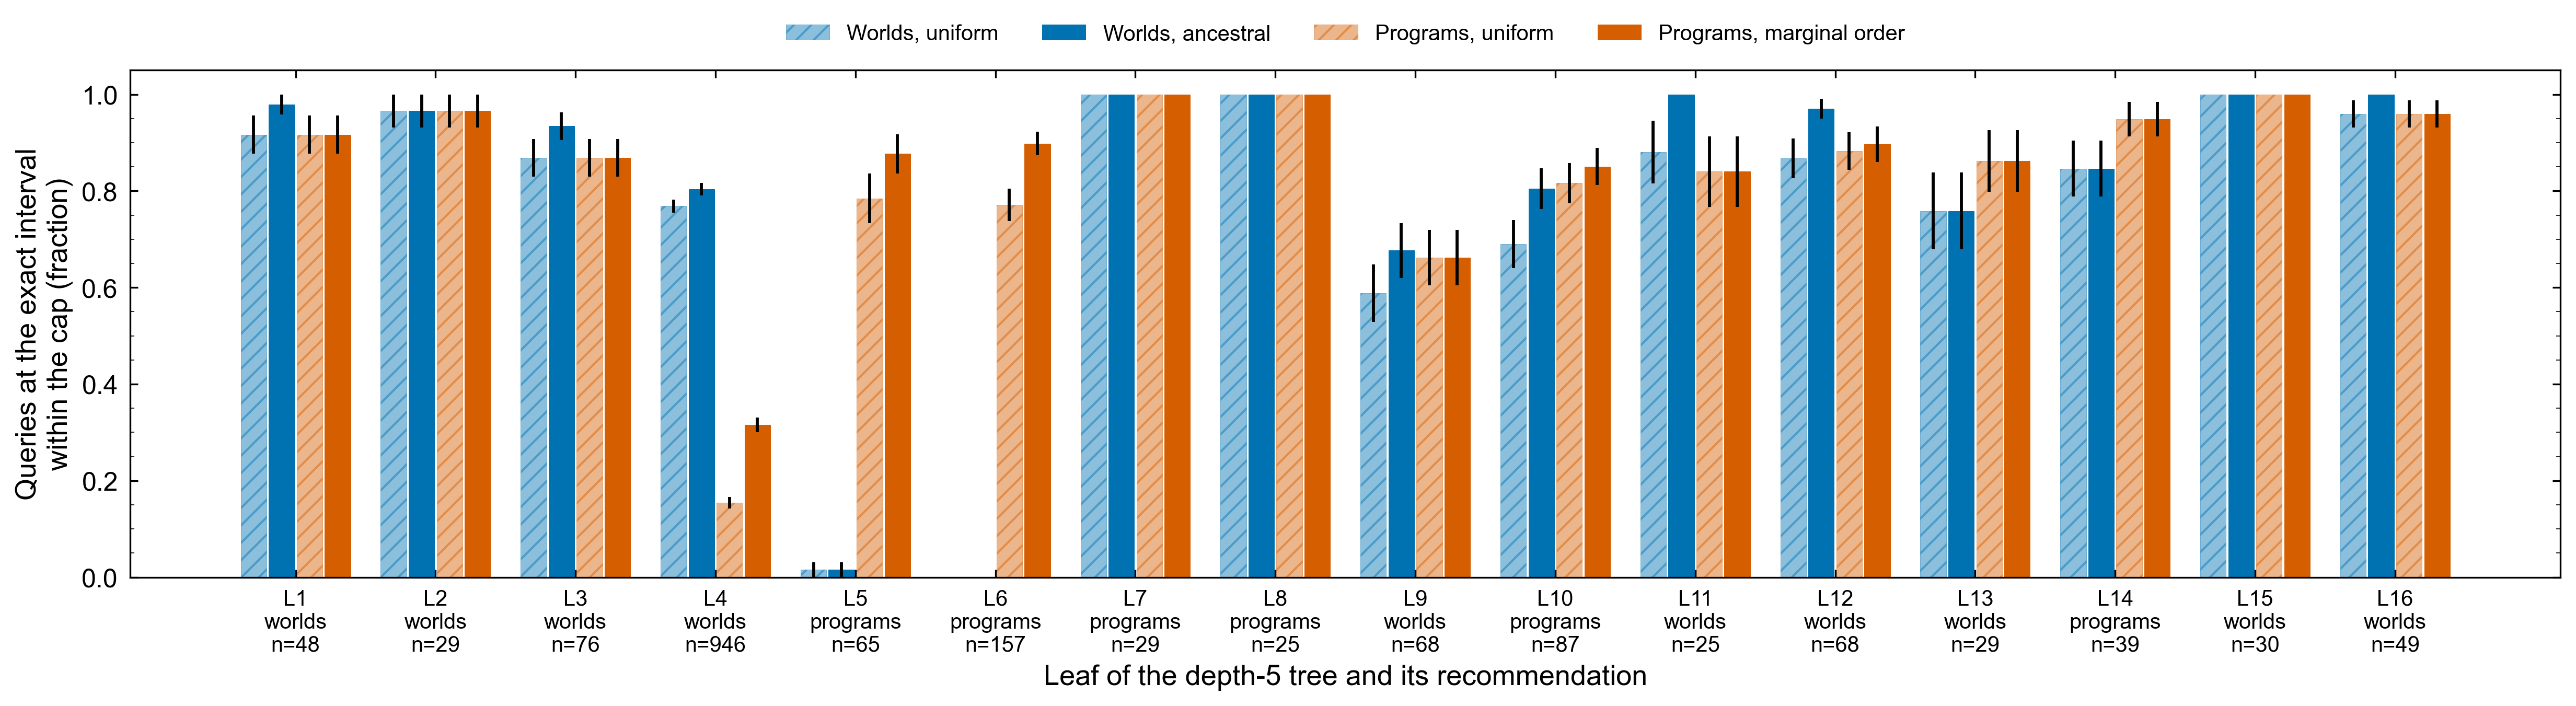 Worlds, uniform
Worlds, ancestral
Programs, uniform
Programs, marginal order
Queries at the exact interval
within the cap (fraction)
1.0
0.8
0.6
0.4
0.2
0.0
L1
worlds
n=48
L2
worlds
n=29
L3
worlds
n=76
L4
worlds
n=946
L5
programs
n=65
L6
programs
n=157
L7
programs
n=29
L8
programs
n=25
L9
worlds
n=68
L10
programs
n=87
L11
worlds
n=25
L12
worlds
n=68
L13
worlds
n=29
L14
programs
n=39
L15
worlds
n=30
L16
worlds
n=49
Leaf of the depth-5 tree and its recommendation